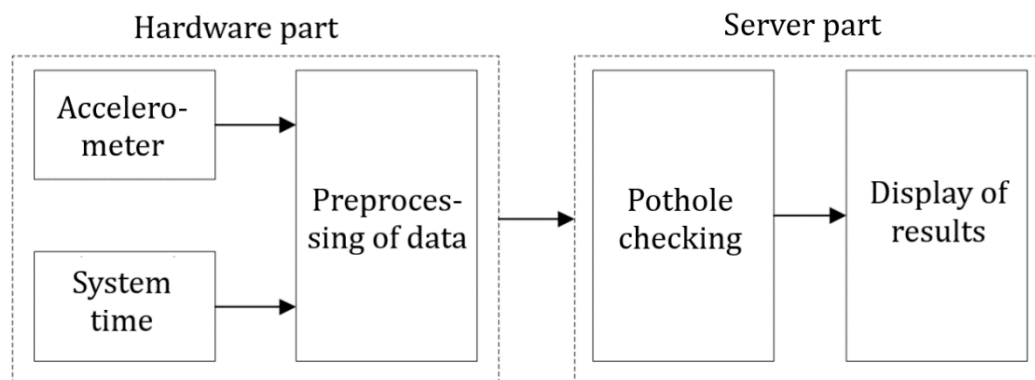 Hardware part
Server part
Accelero-
meter
System
time
Preproces-
sing of data
Pothole
checking
Display of
results